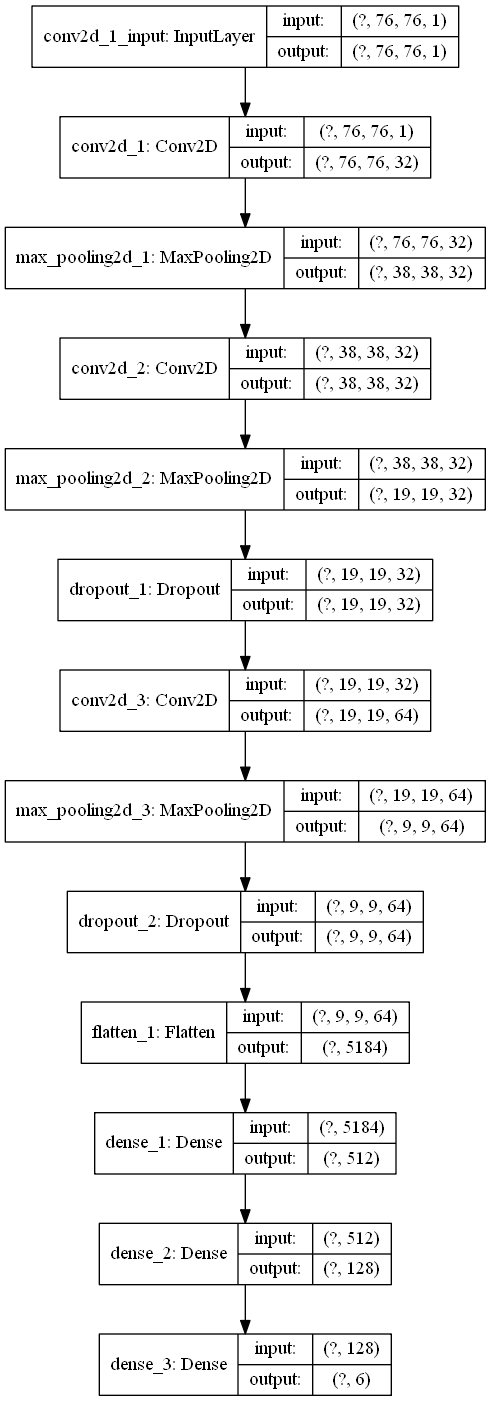 conv2d_1_input: InputLayer
input: (?, 76, 76, 1)
output: (?, 76, 76, 1)
conv2d_1: Conv2D
input: (?, 76, 76, 1)
output: (?, 76, 76, 32)
max_pooling2d_1: MaxPooling2D
input: (?, 76, 76, 32)
output: (?, 38, 38, 32)
conv2d_2: Conv2D
input: (?, 38, 38, 32)
output: (?, 38, 38, 32)
max_pooling2d_2: MaxPooling2D
input: (?, 38, 38, 32)
output: (?, 19, 19, 32)
dropout_1: Dropout
input: (?, 19, 19, 32)
output: (?, 19, 19, 32)
conv2d_3: Conv2D
input: (?, 19, 19, 32)
output: (?, 19, 19, 64)
max_pooling2d_3: MaxPooling2D
input: (?, 19, 19, 64)
output: (?, 9, 9, 64)
dropout_2: Dropout
input: (?, 9, 9, 64)
output: (?, 9, 9, 64)
flatten_1: Flatten
input: (?, 9, 9, 64)
output: (?, 5184)
dense_1: Dense
input: (?, 5184)
output: (?, 512)
dense_2: Dense
input: (?, 512)
output: (?, 128)
dense_3: Dense
input: (?, 128)
output: (?, 6)